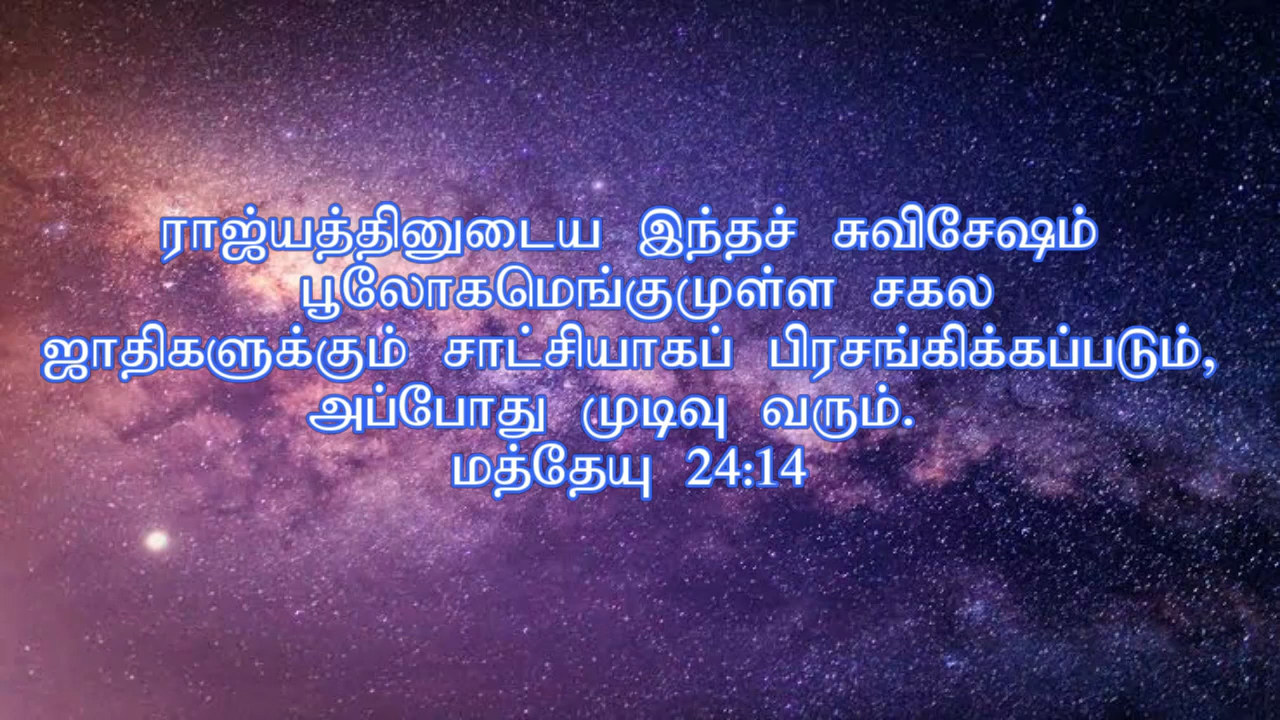 ராஜ்யத்தினுடைய இந்தச் சுவிசேஷம்
பூலோகமெங்குமுள்ள சகல
ஜாதிகளுக்கும் சாட்சியாகப் பிரசங்கிக்கப்படும்,
அப்போது முடிவு வரும்.
மத்தேயு 24:14